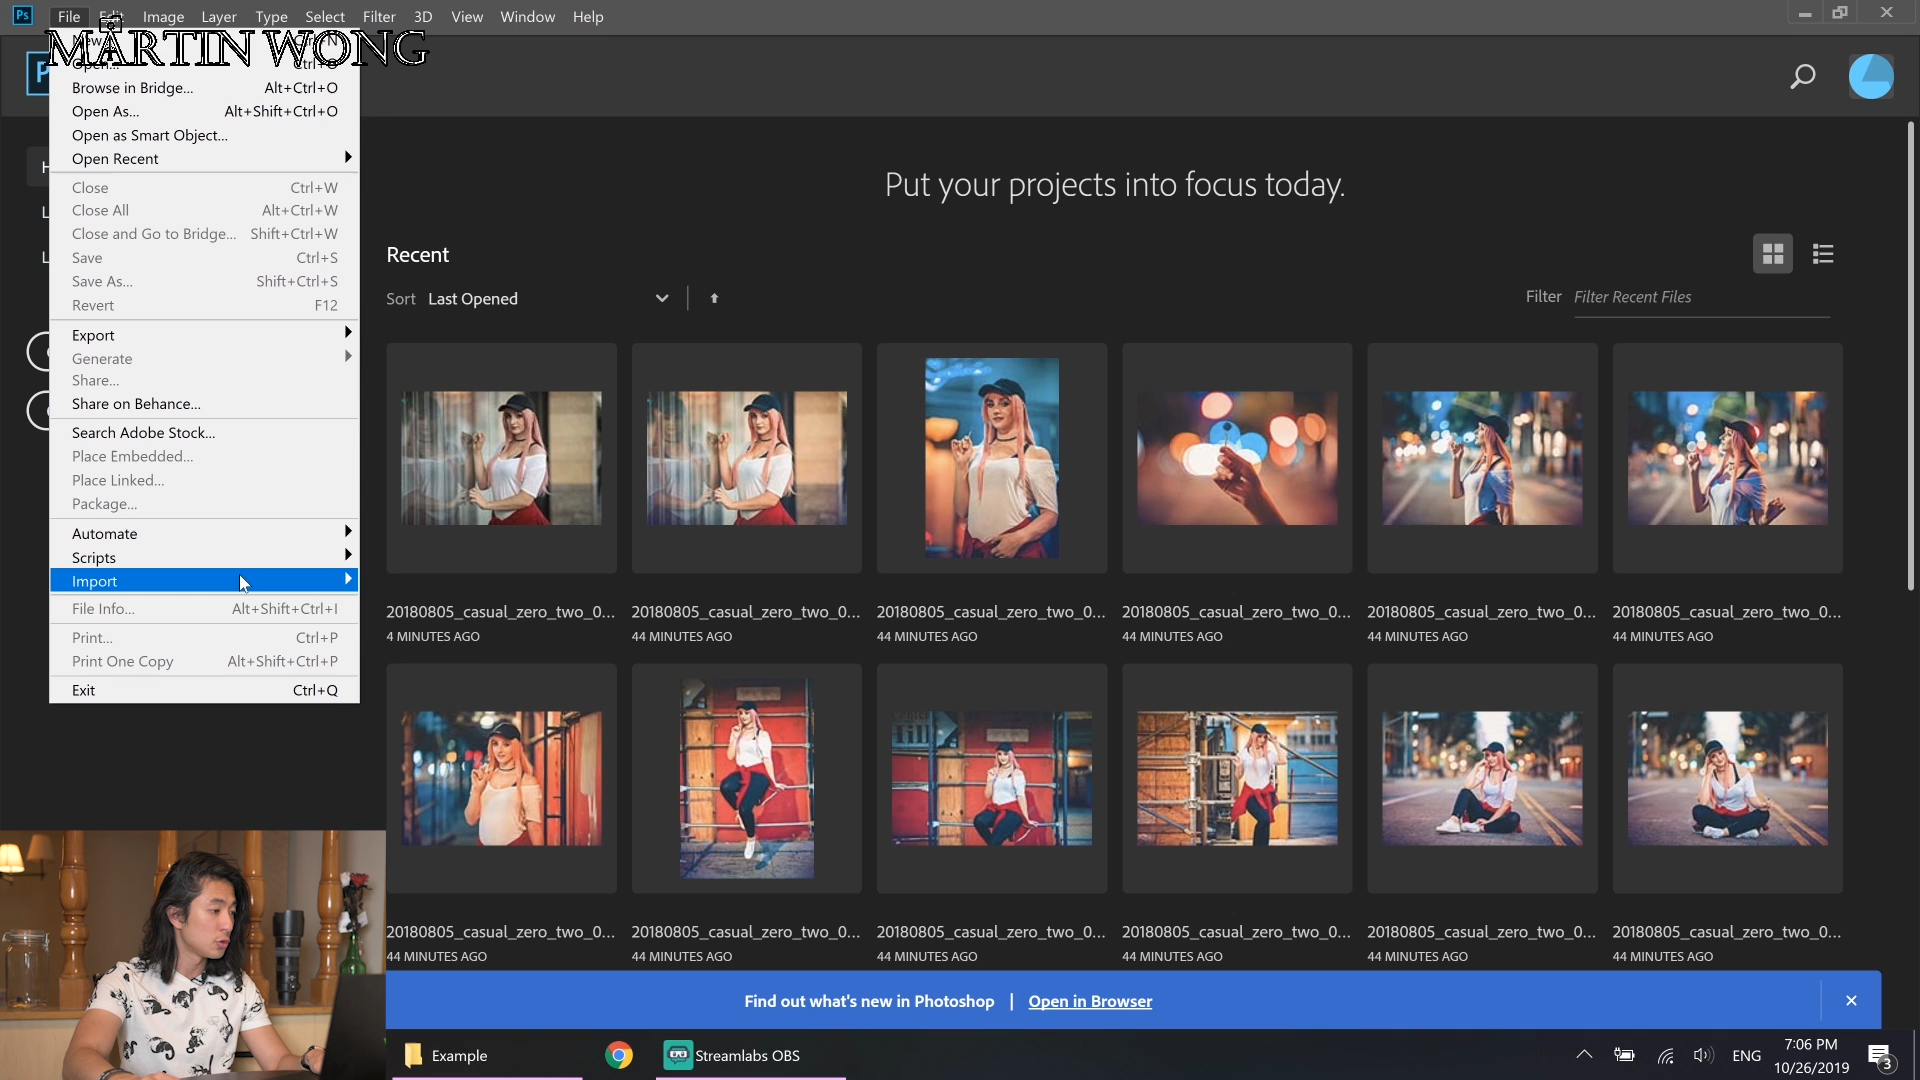 Ps File Edit Image Layer Type Select Filter 3D View Window Help
MARTIN WONG
New... Ctrl+N
Open... Ctrl+O
Browse in Bridge... Alt+Ctrl+O
Open As... Alt+Shift+Ctrl+O
Open as Smart Object...
Open Recent
Close Ctrl+W
Close All Alt+Ctrl+W
Close and Go to Bridge... Shift+Ctrl+W
Save Ctrl+S
Save As... Shift+Ctrl+S
Revert F12
Export
Generate
Share...
Share on Behance...
Search Adobe Stock...
Place Embedded...
Place Linked...
Package...
Automate
Scripts
Import
File Info... Alt+Shift+Ctrl+I
Print... Ctrl+P
Print One Copy Alt+Shift+Ctrl+P
Exit Ctrl+Q
Put your projects into focus today.
Recent
Sort Last Opened
Filter Filter Recent Files
20180805_casual_zero_two_0... 20180805_casual_zero_two_0... 20180805_casual_zero_two_0... 20180805_casual_zero_two_0... 20180805_casual_zero_two_0... 20180805_casual_zero_two_0...
4 MINUTES AGO 44 MINUTES AGO 44 MINUTES AGO 44 MINUTES AGO 44 MINUTES AGO 44 MINUTES AGO
20180805_casual_zero_two_0... 20180805_casual_zero_two_0... 20180805_casual_zero_two_0... 20180805_casual_zero_two_0... 20180805_casual_zero_two_0... 20180805_casual_zero_two_0...
44 MINUTES AGO 44 MINUTES AGO 44 MINUTES AGO 44 MINUTES AGO 44 MINUTES AGO 44 MINUTES AGO
Find out what's new in Photoshop | Open in Browser
Example Streamlabs OBS ENG 7:06 PM
10/26/2019 3